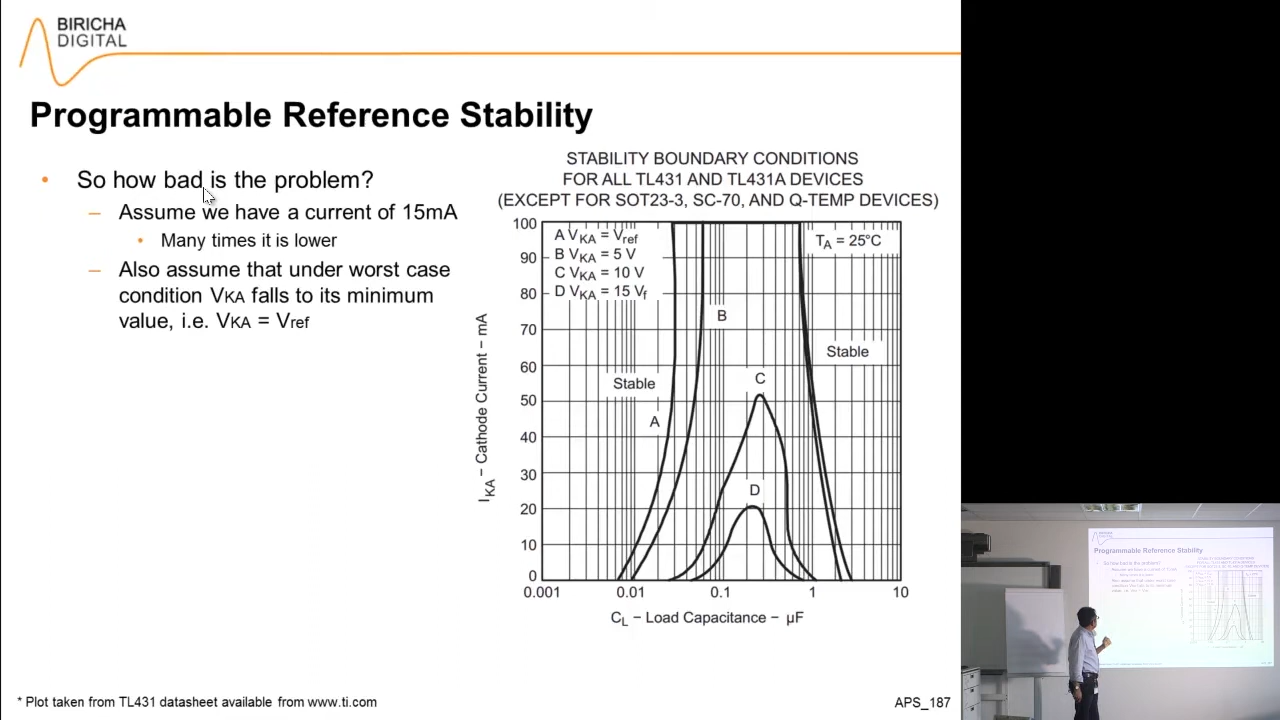 BIRICHA
DIGITAL
Programmable Reference Stability
• So how bad is the problem?
– Assume we have a current of 15mA
• Many times it is lower
– Also assume that under worst case
condition VKA falls to its minimum
value, i.e. VKA = Vref
STABILITY BOUNDARY CONDITIONS
FOR ALL TL431 AND TL431A DEVICES
(EXCEPT FOR SOT23-3, SC-70, AND Q-TEMP DEVICES)
A VKA = Vref
B VKA = 5 V
C VKA = 10 V
D VKA = 15 Vf
TA = 25°C
100
90
80
70
60
50
40
30
20
10
0
IKA − Cathode Current − mA
B
Stable
Stable
C
A
D
0.001
0.01
0.1
1
10
CL − Load Capacitance − µF
* Plot taken from TL431 datasheet available from www.ti.com
APS_187
Programmable Reference Stability